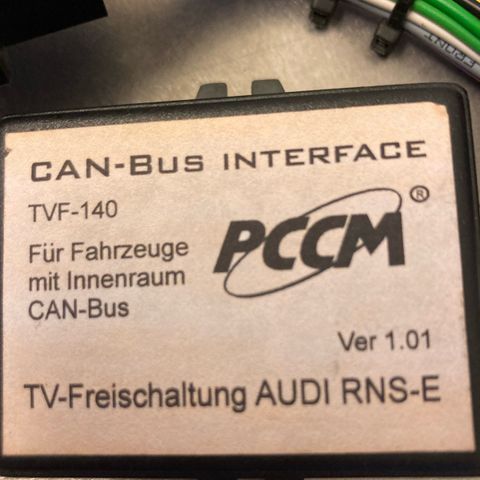 FRONT
CAN-BUS INTERFACE
TVF-140
PCCM®
Für Fahrzeuge
mit Innenraum
CAN-Bus
Ver 1.01
TV-Freischaltung AUDI RNS-E